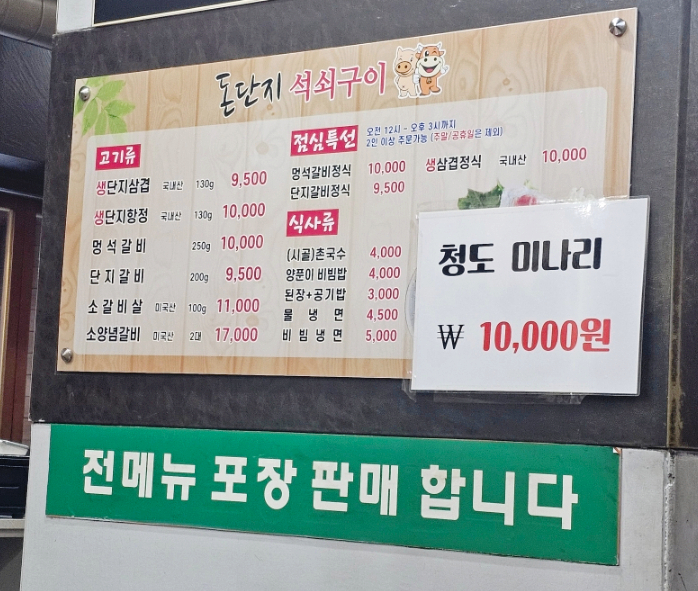 돈단지 석쇠구이
고기류
생단지삼겹 국내산 130g 9,500
생단지항정 국내산 130g 10,000
명석갈비 250g 10,000
단지갈비 200g 9,500
소갈비살 미국산 100g 11,000
소양념갈비 미국산 2대 17,000
점심특선 오전 12시 - 오후 3시까지
2인 이상 주문가능 (주말/공휴일은 제외)
명석갈비정식 10,000
단지갈비정식 9,500
생삼겹정식 국내산 10,000
식사류
(시골)촌국수 4,000
양푼이 비빔밥 4,000
된장+공기밥 3,000
물 냉 면 4,500
비 빔 냉 면 5,000
청도 미나리
₩ 10,000원
전메뉴 포장 판매 합니다